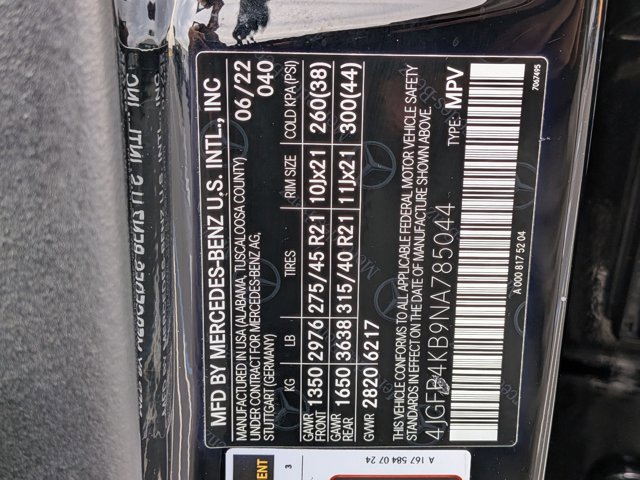 MFD BY MERCEDES-BENZ U.S. INTL., INC
MANUFACTURED IN USA (ALABAMA, TUSCALOOSA COUNTY) 06/22
UNDER CONTRACT FOR MERCEDES-BENZ AG, 040
STUTTGART (GERMANY)
KG LB TIRES RIM SIZE COLD KPA (PSI)
GAWR FRONT 1350 2976 275/45 R21 10Jx21 260(38)
GAWR REAR 1650 3638 315/40 R21 11Jx21 300(44)
GVWR 2820 6217
THIS VEHICLE CONFORMS TO ALL APPLICABLE FEDERAL MOTOR VEHICLE SAFETY
STANDARDS IN EFFECT ON THE DATE OF MANUFACTURE SHOWN ABOVE.
4JGFD4KB9NA785044 TYPE: MPV
A 000 817 52 04 7067495
A 167 584 07 24
3